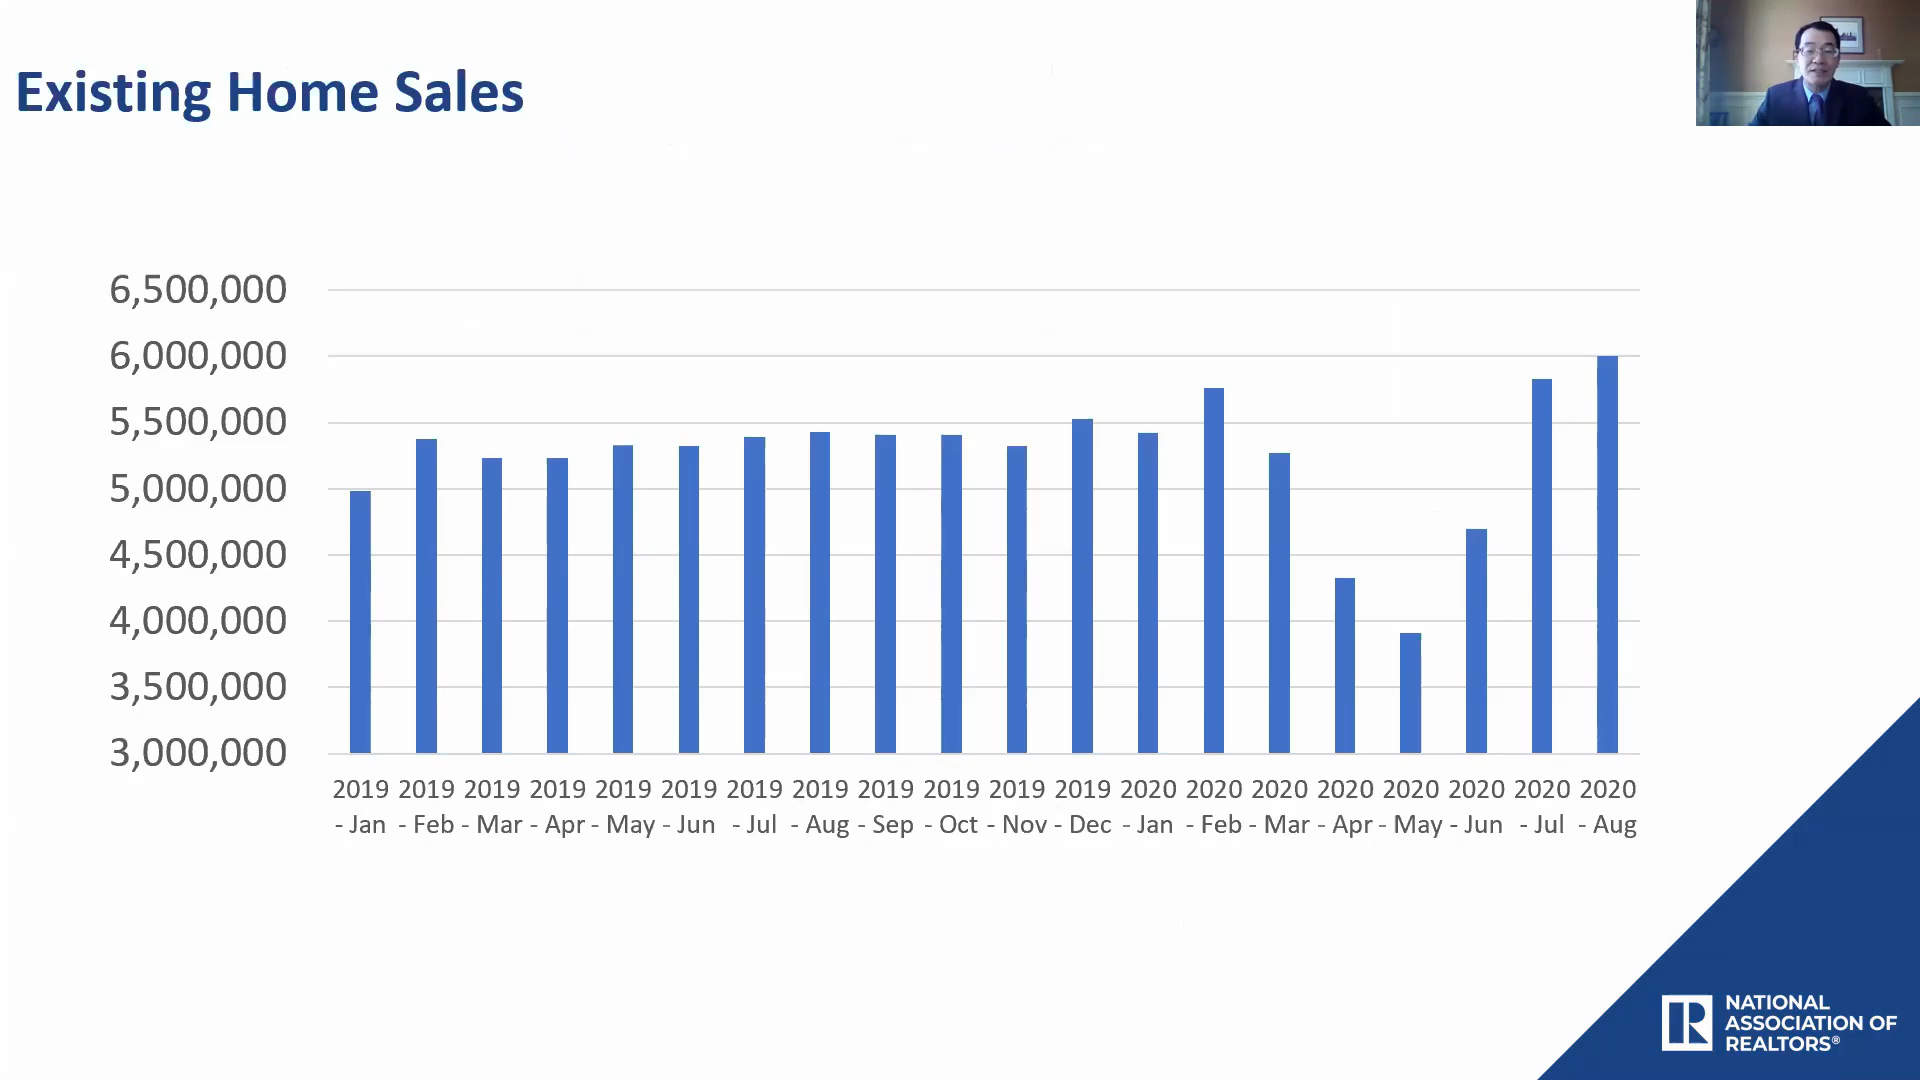 Existing Home Sales
6,500,000
6,000,000
5,500,000
5,000,000
4,500,000
4,000,000
3,500,000
3,000,000
2019 2019 2019 2019 2019 2019 2019 2019 2019 2019 2019 2019 2020 2020 2020 2020 2020 2020 2020 2020
- Jan - Feb - Mar - Apr - May - Jun - Jul - Aug - Sep - Oct - Nov - Dec - Jan - Feb - Mar - Apr - May - Jun - Jul - Aug
NATIONAL
ASSOCIATION OF
REALTORS®